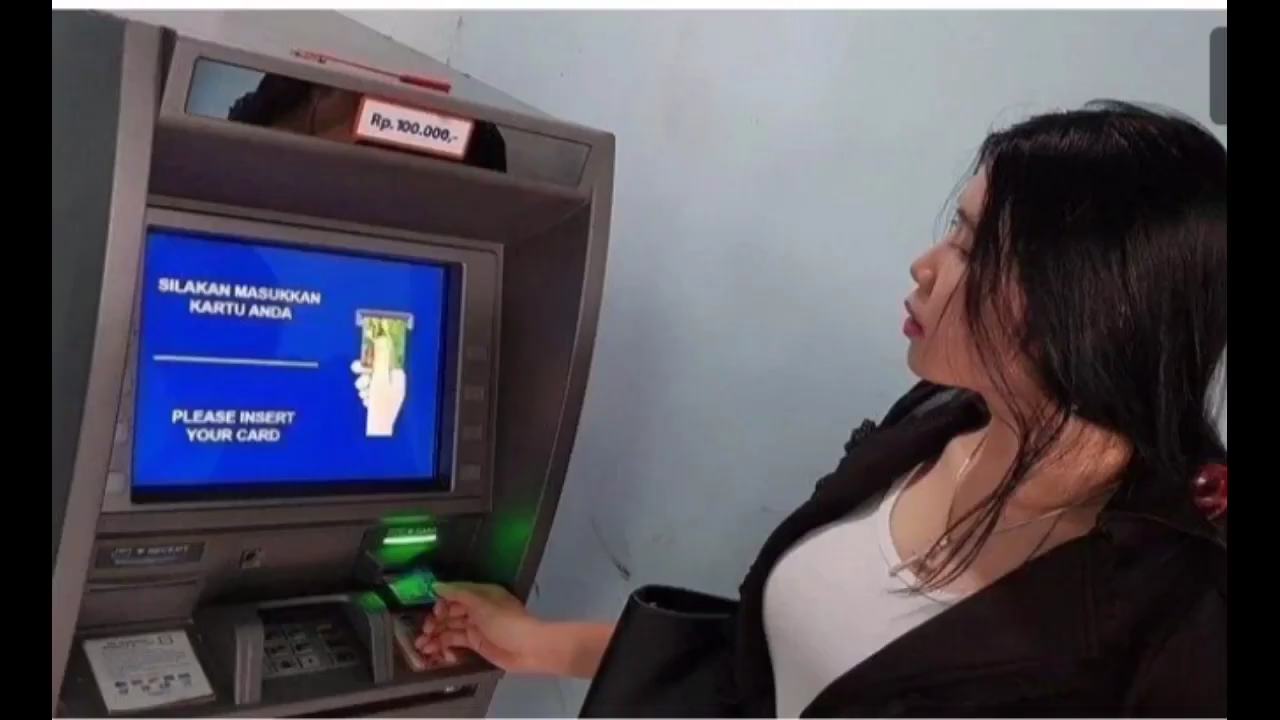 Rp. 100.000,-
SILAKAN MASUKKAN
KARTU ANDA
PLEASE INSERT
YOUR CARD